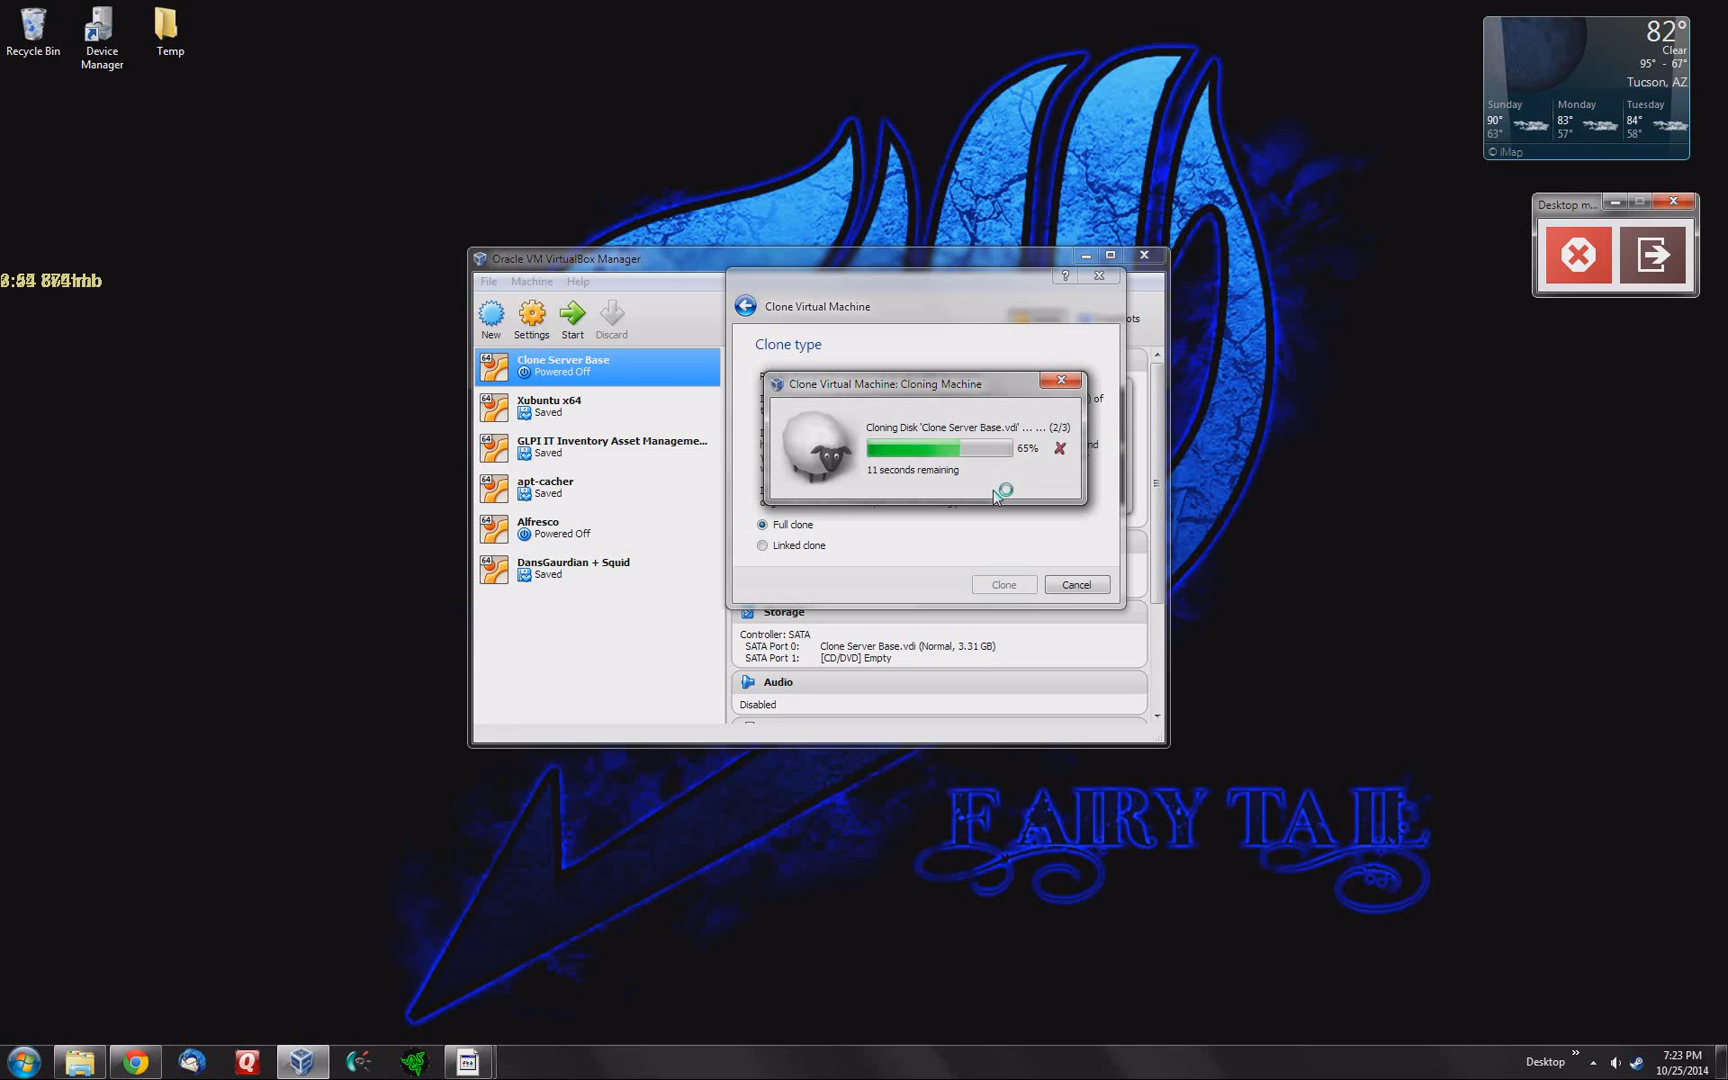 Recycle Bin
Device
Manager
Temp
82°
Clear
95° - 67°
Tucson, AZ
Sunday
Monday
Tuesday
90°
63°
83°
57°
84°
58°
© iMap
Desktop m...
Oracle VM VirtualBox Manager
File
Machine
Help
New
Settings
Start
Discard
64
Clone Server Base
Powered Off
64
Xubuntu x64
Saved
64
GLPI IT Inventory Asset Manageme...
Saved
64
apt-cacher
Saved
64
Alfresco
Powered Off
64
DansGaurdian + Squid
Saved
?
Clone Virtual Machine
Clone type
Clone Virtual Machine: Cloning Machine
Cloning Disk 'Clone Server Base.vdi' ... ... (2/3)
65%
11 seconds remaining
Full clone
Linked clone
Clone
Cancel
Storage
Controller: SATA
SATA Port 0:
Clone Server Base.vdi (Normal, 3.31 GB)
SATA Port 1:
[CD/DVD] Empty
Audio
Disabled
FAIRY TAIL
Desktop
»
7:23 PM
10/25/2014